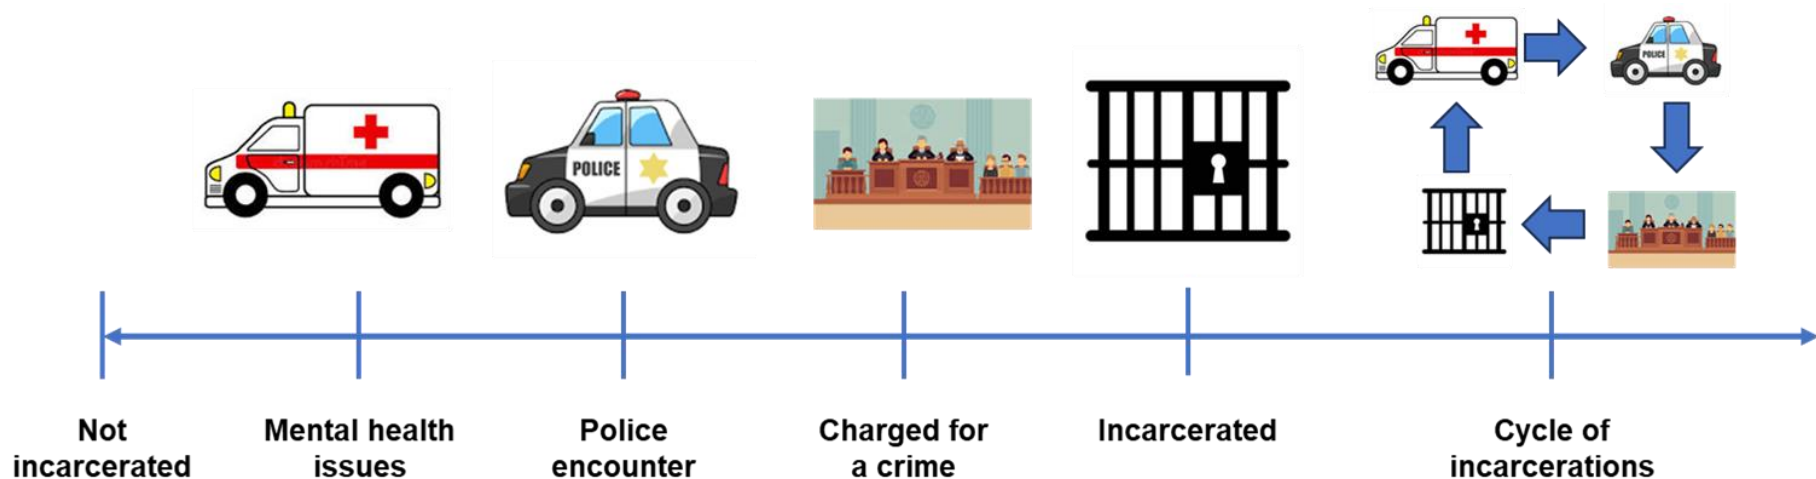 POLICE
POLICE
Not
incarcerated
Mental health
issues
Police
encounter
Charged for
a crime
Incarcerated
Cycle of
incarcerations